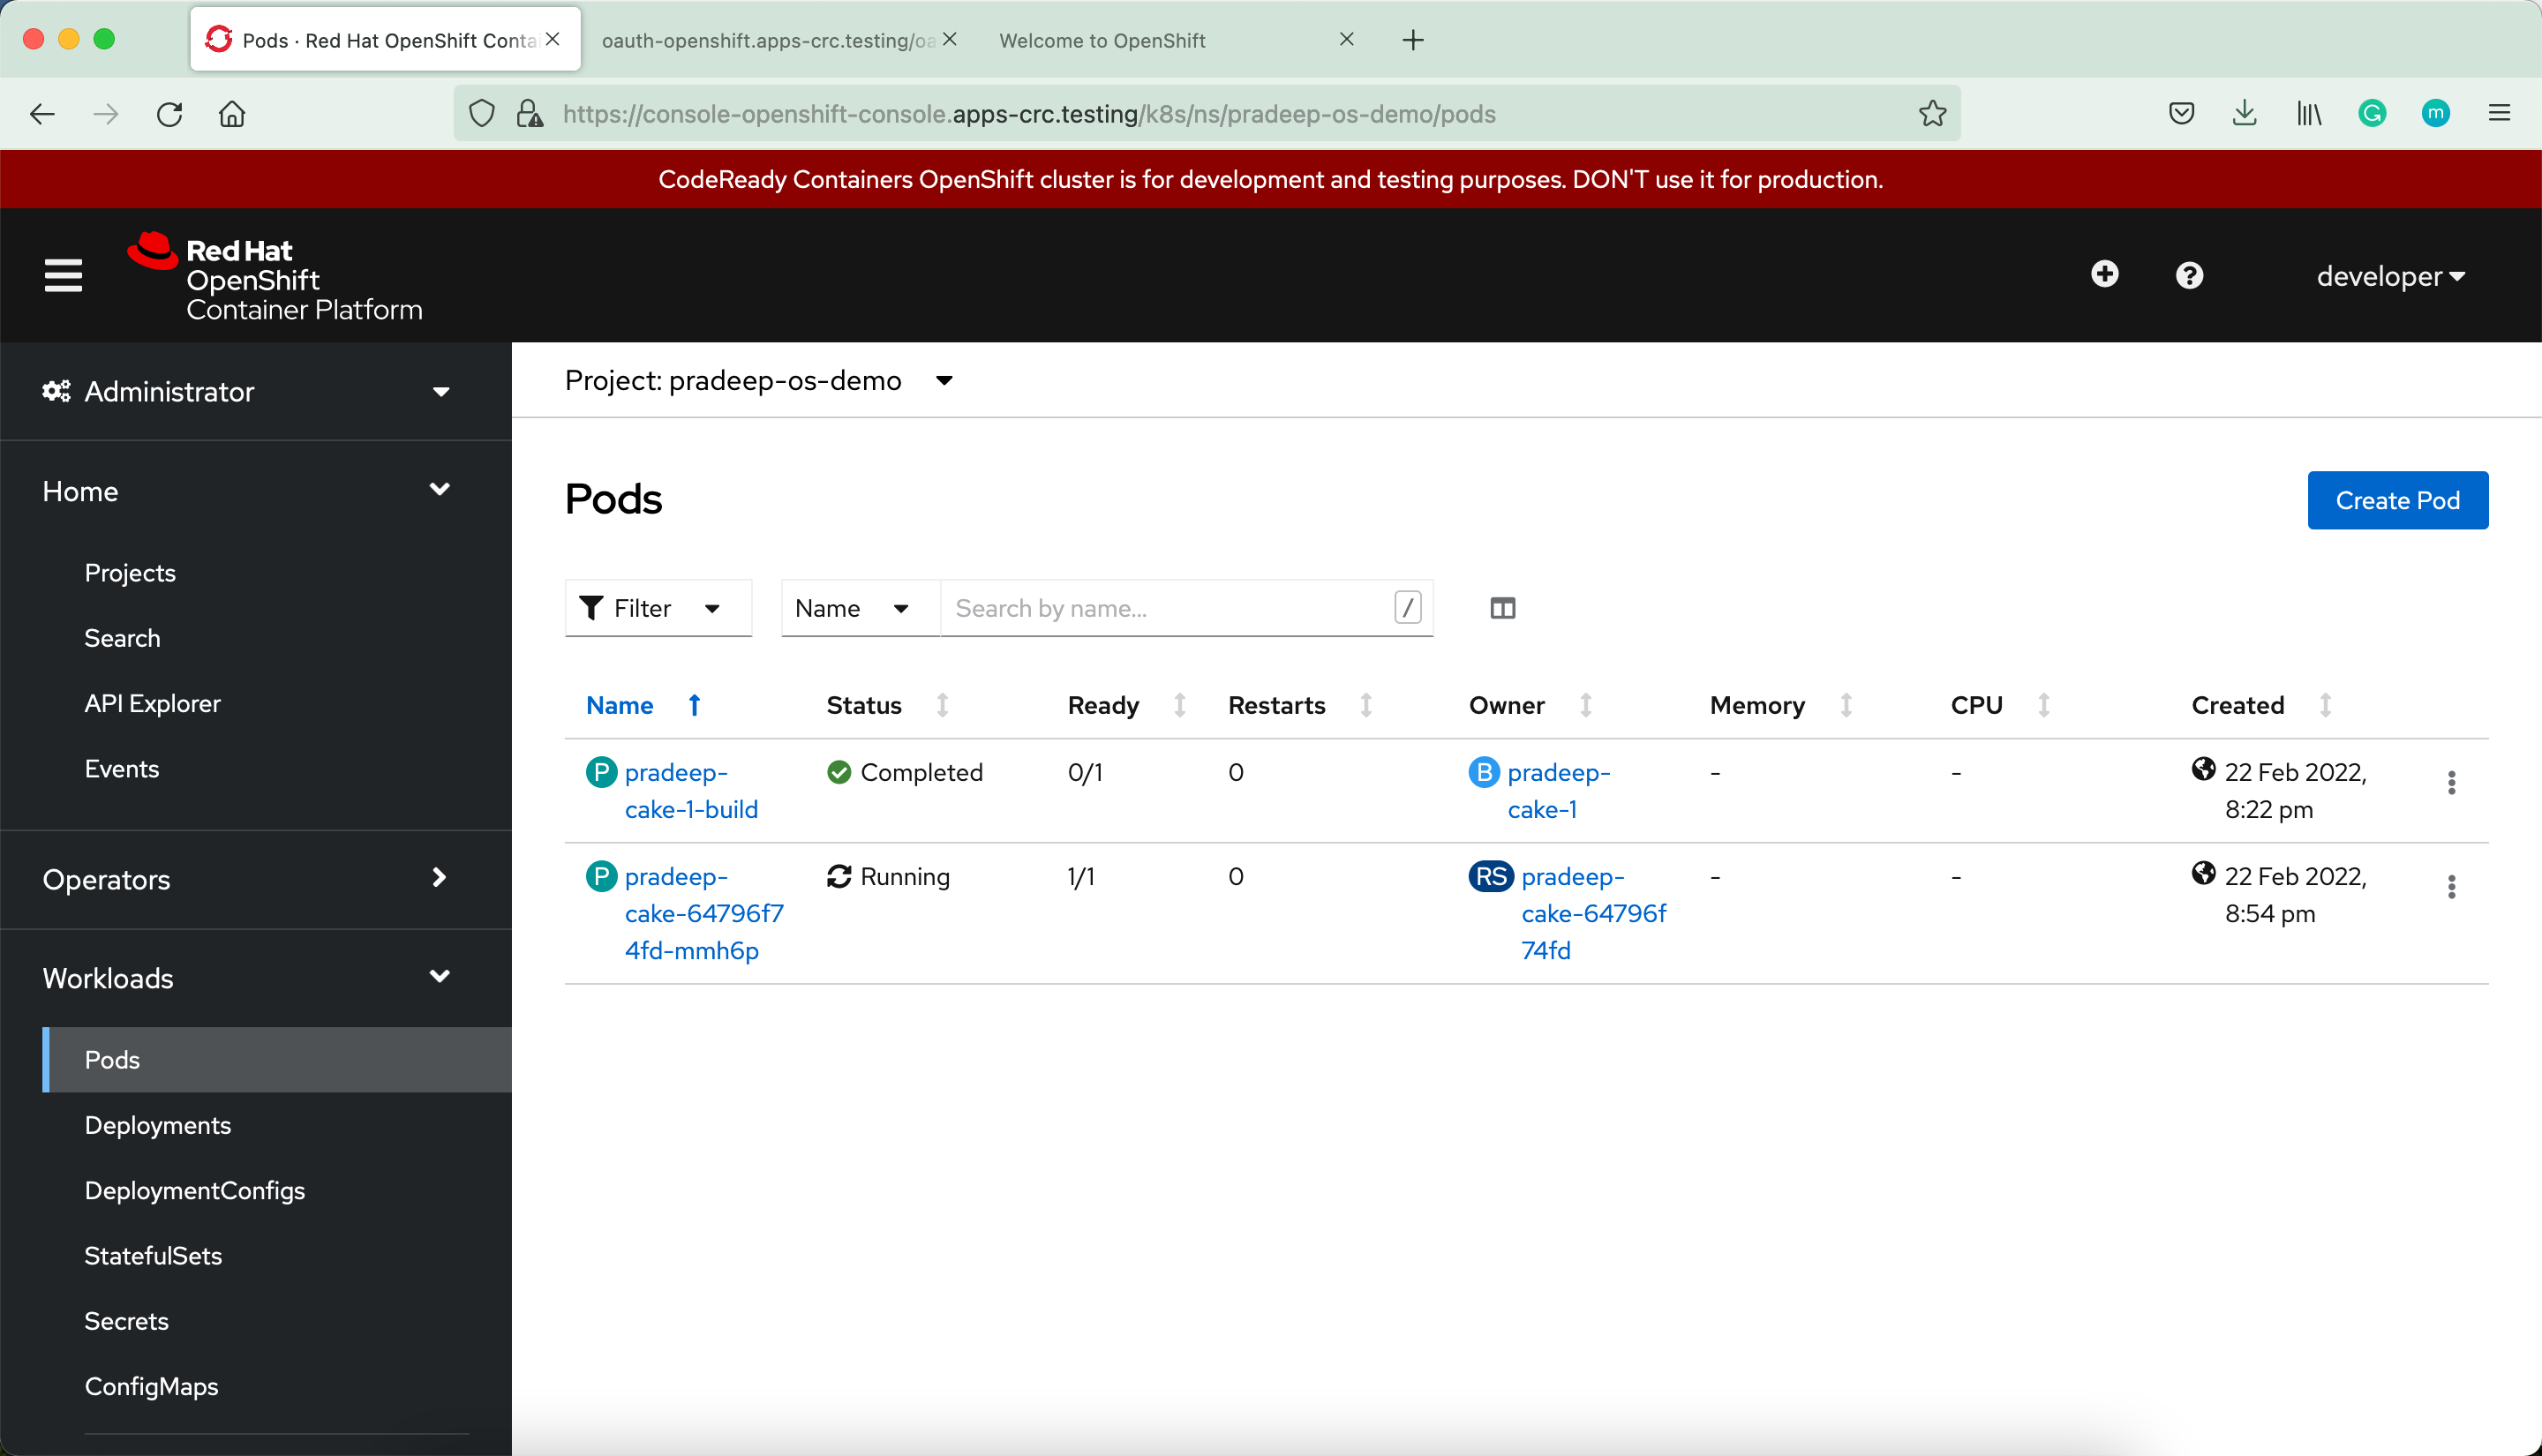 Pods · Red Hat OpenShift Contai
oauth-openshift.apps-crc.testing/oa
Welcome to OpenShift
https://console-openshift-console.apps-crc.testing/k8s/ns/pradeep-os-demo/pods
G
m
CodeReady Containers OpenShift cluster is for development and testing purposes. DON'T use it for production.
Red Hat
OpenShift
Container Platform
developer
Administrator
Home
Projects
Search
API Explorer
Events
Operators
Workloads
Pods
Deployments
DeploymentConfigs
StatefulSets
Secrets
ConfigMaps
Project: pradeep-os-demo
Pods
Create Pod
Filter
Name
Search by name...
/
Name Status Ready Restarts Owner Memory CPU Created
P pradeep- Completed 0/1 0 B pradeep- - - 22 Feb 2022,
cake-1-build cake-1 8:22 pm
P pradeep- Running 1/1 0 RS pradeep- - - 22 Feb 2022,
cake-64796f7 cake-64796f 8:54 pm
4fd-mmh6p 74fd